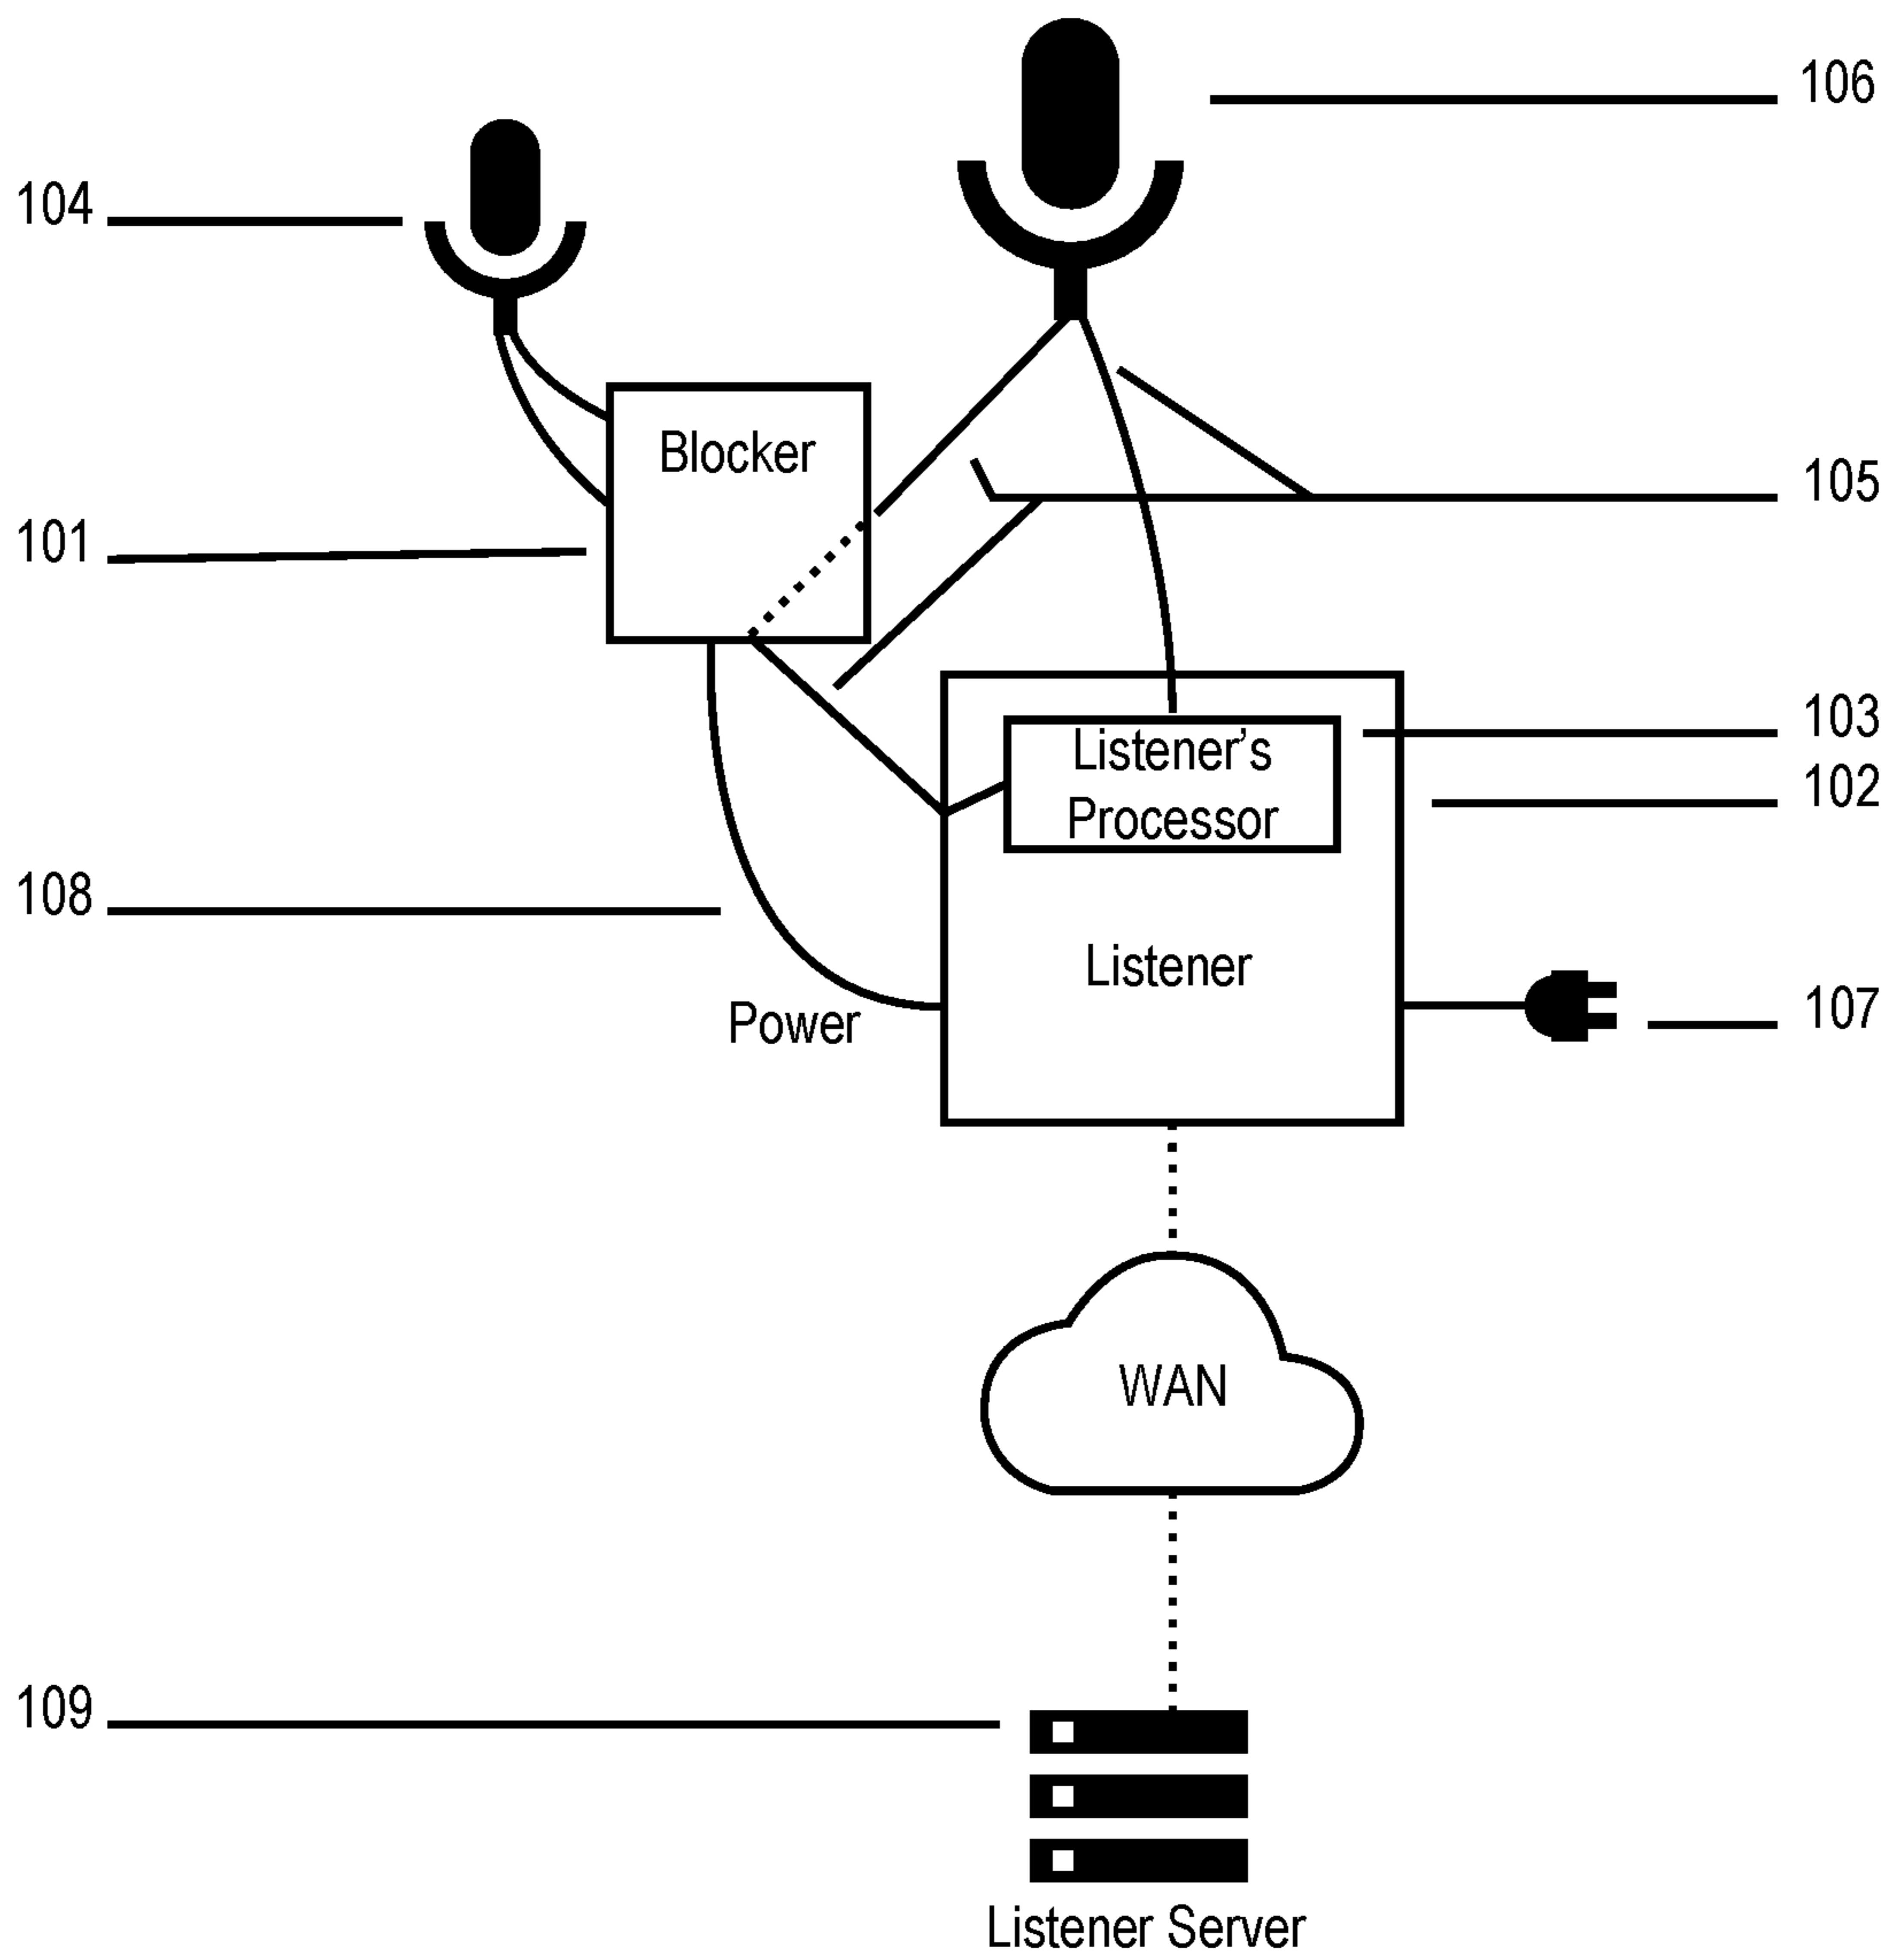 106
104
Blocker
105
101
103
Listener's
102
Processor
108
Listener
107
Power
WAN
109
Listener Server